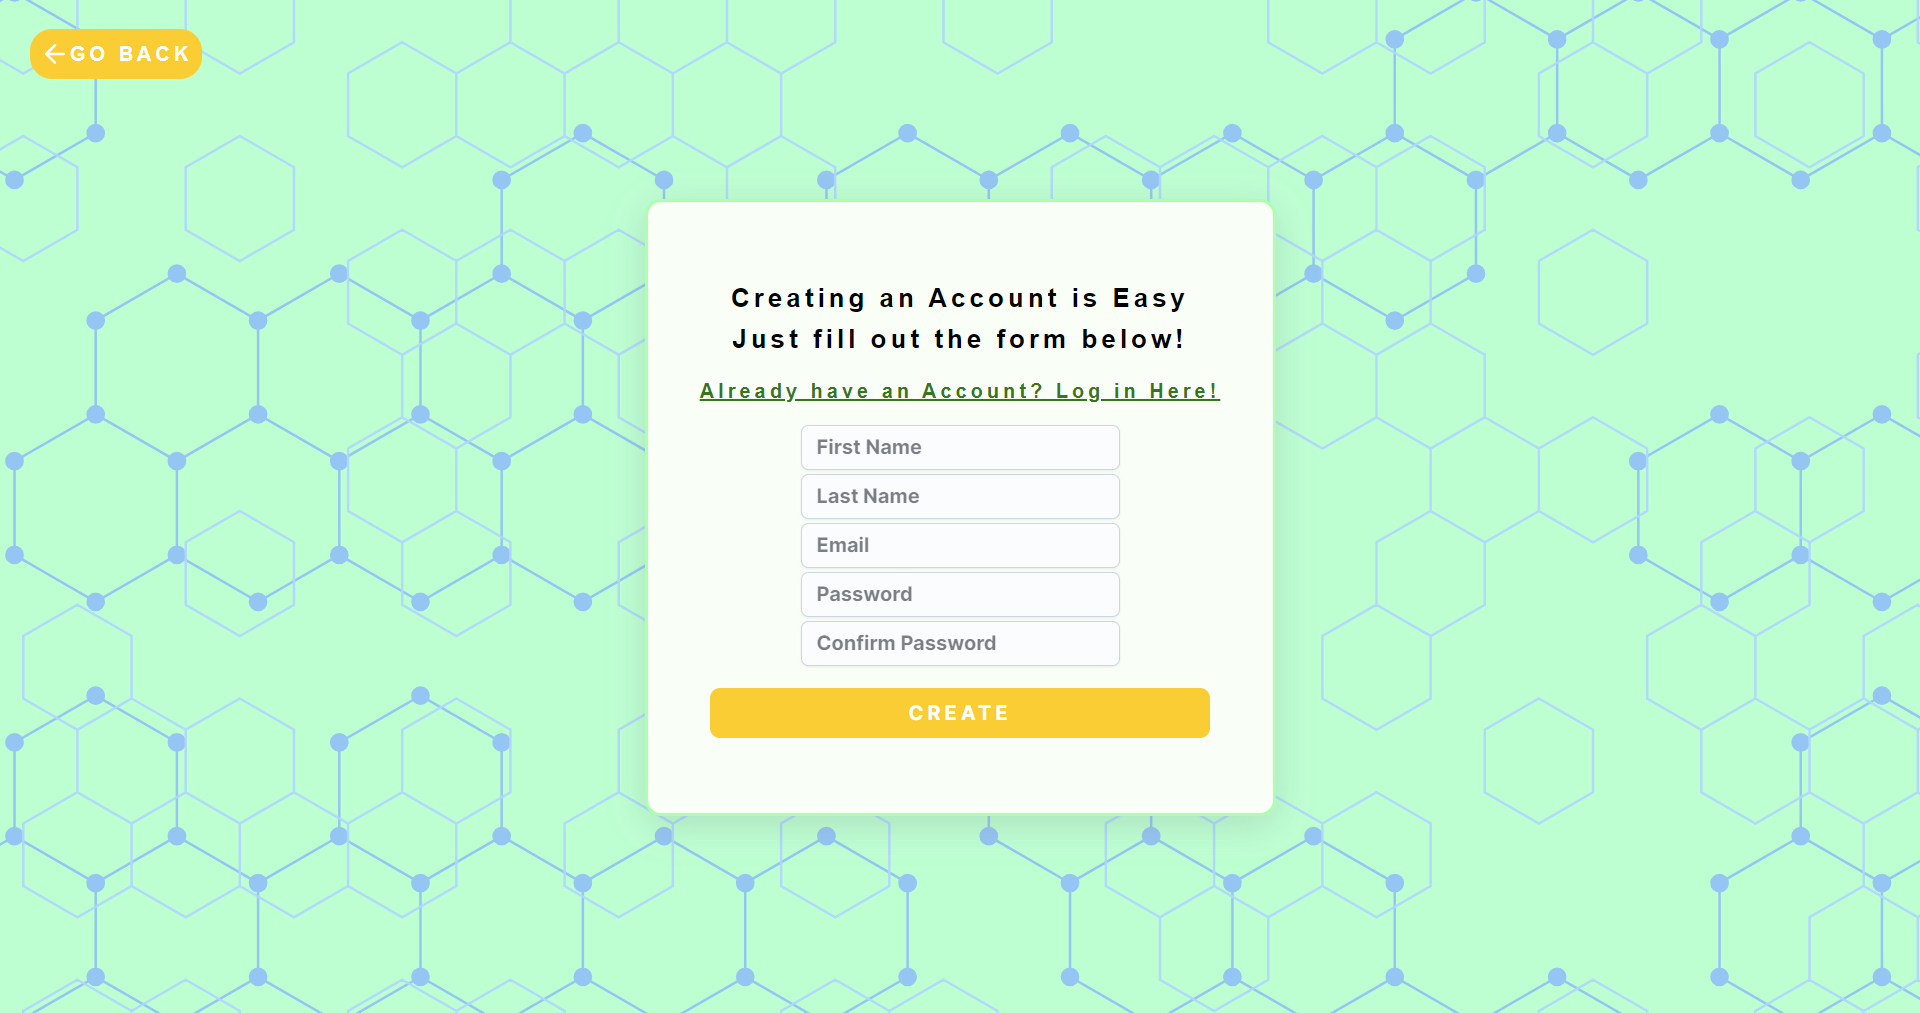 GO BACK
Creating an Account is Easy
Just fill out the form below!
Already have an Account? Log in Here!
First Name
Last Name
Email
Password
Confirm Password
CREATE